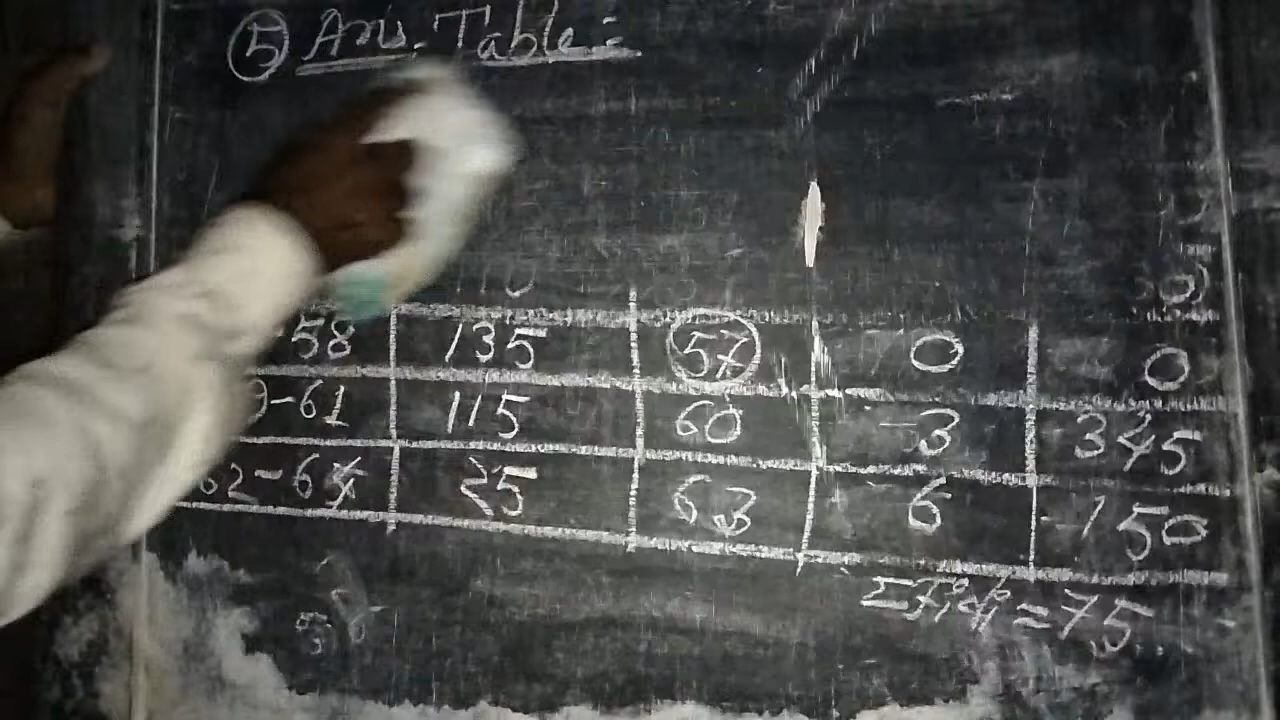 ⑤ Ans. Table :-
58 135 57 0 0
9-61 115 60 -3 345
62-64 25 63 6 150
Σfidi = 75